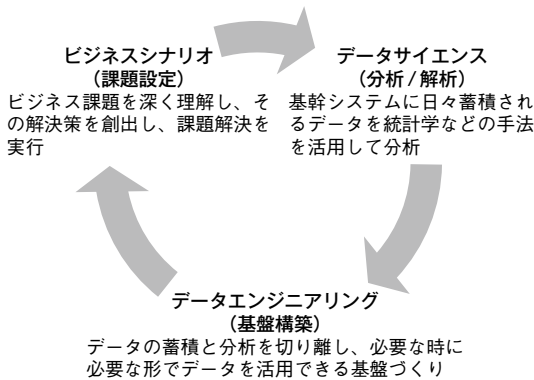 ビジネスシナリオ
（課題設定）
ビジネス課題を深く理解し、そ
の解決策を創出し、課題解決を
実行
データサイエンス
（分析 / 解析）
基幹システムに日々蓄積され
るデータを統計学などの手法
を活用して分析
データエンジニアリング
（基盤構築）
データの蓄積と分析を切り離し、必要な時に
必要な形でデータを活用できる基盤づくり